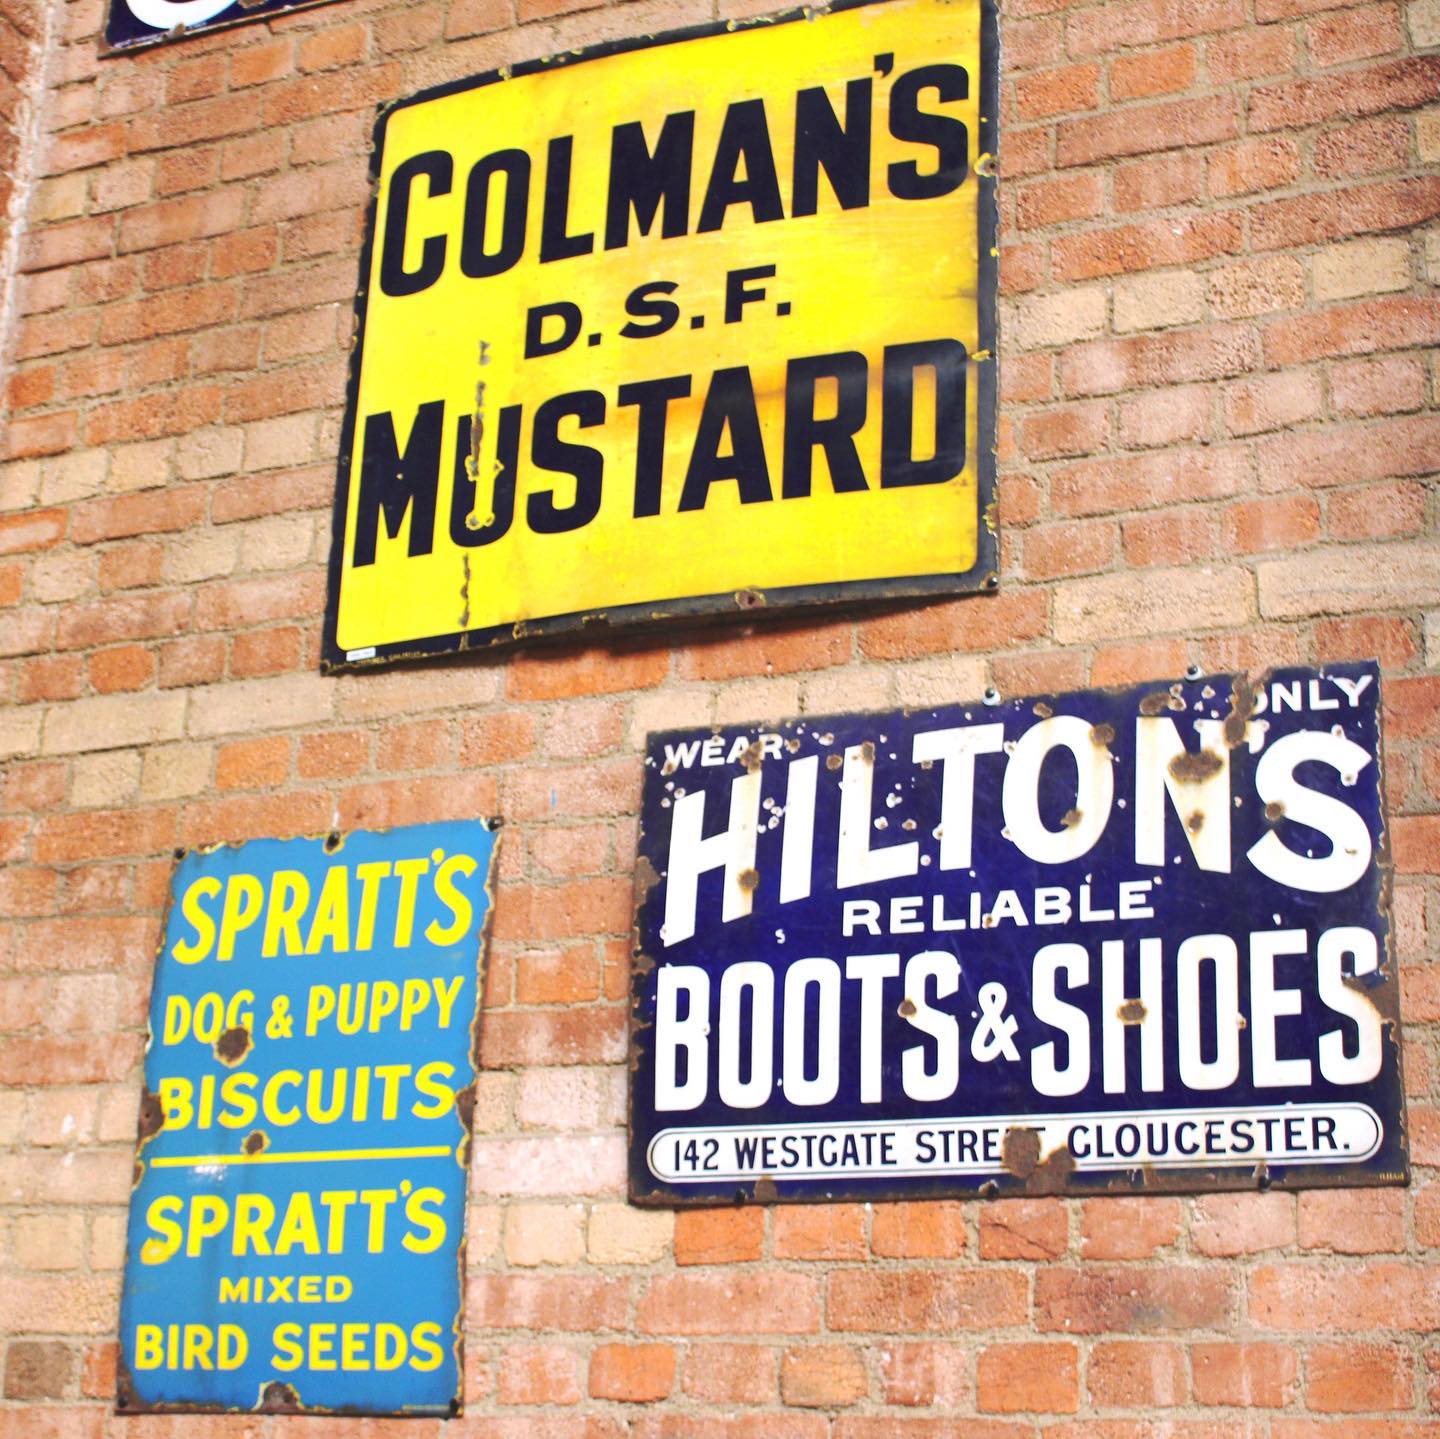 COLMAN'S
D.S.F.
MUSTARD
WEAR ONLY
HILTONS
RELIABLE
BOOTS & SHOES
142 WESTGATE STREET GLOUCESTER.
SPRATT'S
DOG & PUPPY
BISCUITS
SPRATT'S
MIXED
BIRD SEEDS